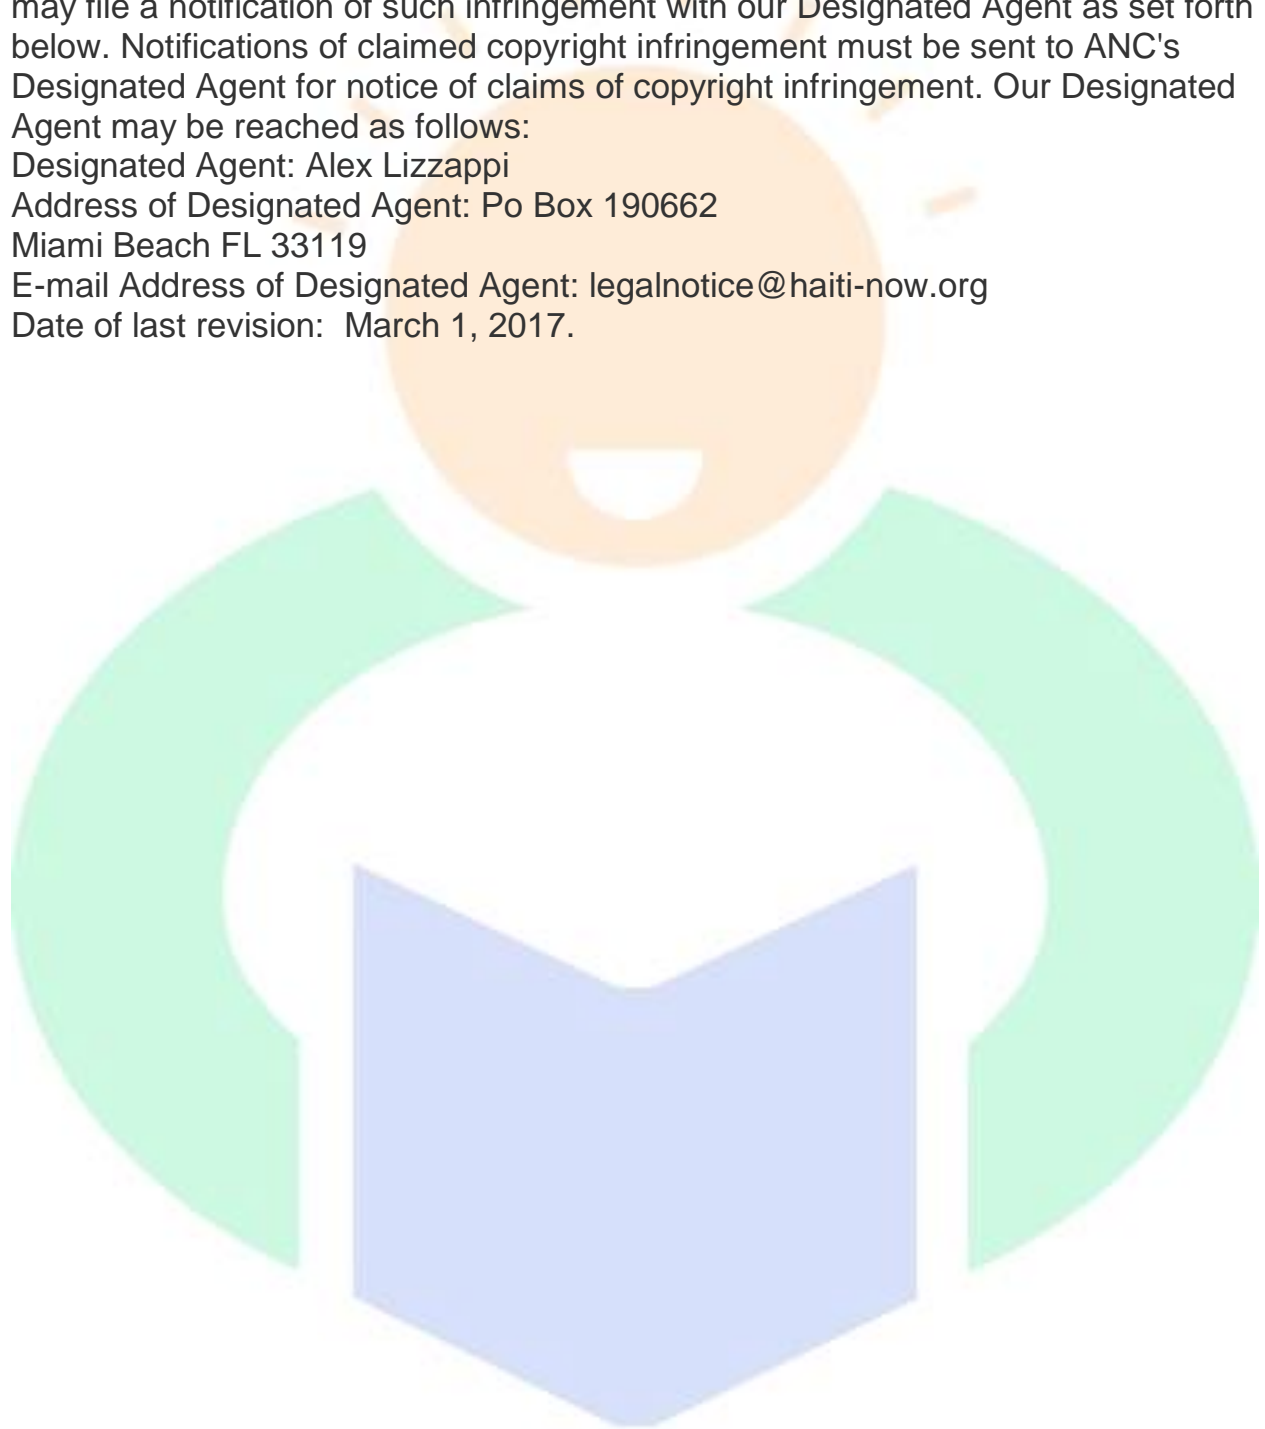 may file a notification of such infringement with our Designated Agent as set forth
below. Notifications of claimed copyright infringement must be sent to ANC's
Designated Agent for notice of claims of copyright infringement. Our Designated
Agent may be reached as follows:
Designated Agent: Alex Lizzappi
Address of Designated Agent: Po Box 190662
Miami Beach FL 33119
E-mail Address of Designated Agent: legalnotice@haiti-now.org
Date of last revision:  March 1, 2017.